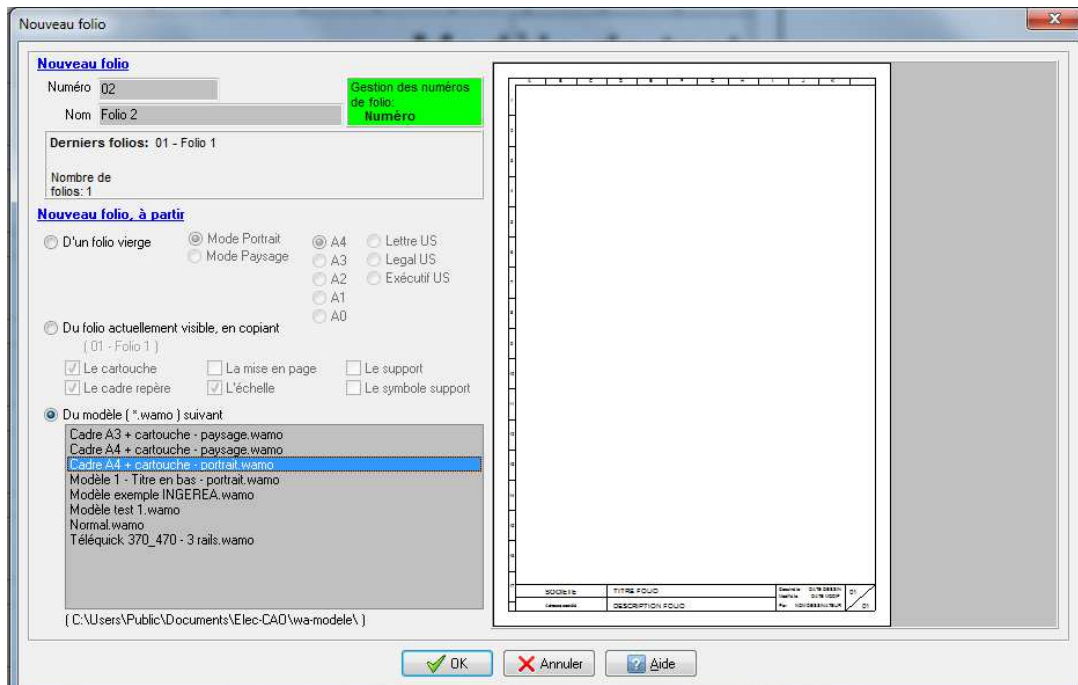 Nouveau folio
Nouveau folio
Numéro 02
Nom Folio 2
Gestion des numéros
de folio:
Numéro
Derniers folios: 01 - Folio 1
Nombre de
folios: 1
Nouveau folio, à partir
D'un folio vierge
Mode Portrait
Mode Paysage
A4
A3
A2
A1
A0
Lettre US
Legal US
Exécutif US
Du folio actuellement visible, en copiant
( 01 - Folio 1 )
Le cartouche
La mise en page
Le support
Le cadre repère
L'échelle
Le symbole support
Du modèle ( *.wamo ) suivant
Cadre A3 + cartouche - paysage.wamo
Cadre A4 + cartouche - paysage.wamo
Cadre A4 + cartouche - portrait.wamo
Modèle 1 - Titre en bas - portrait.wamo
Modèle exemple INGEREA.wamo
Modèle test 1.wamo
Normal.wamo
Téléquick 370_470 - 3 rails.wamo
( C:\Users\Public\Documents\Elec-CAO\wa-modele\ )
SOCIETE
TITRE FOLIO
DESCRIPTION FOLIO
01
01
OK
Annuler
Aide